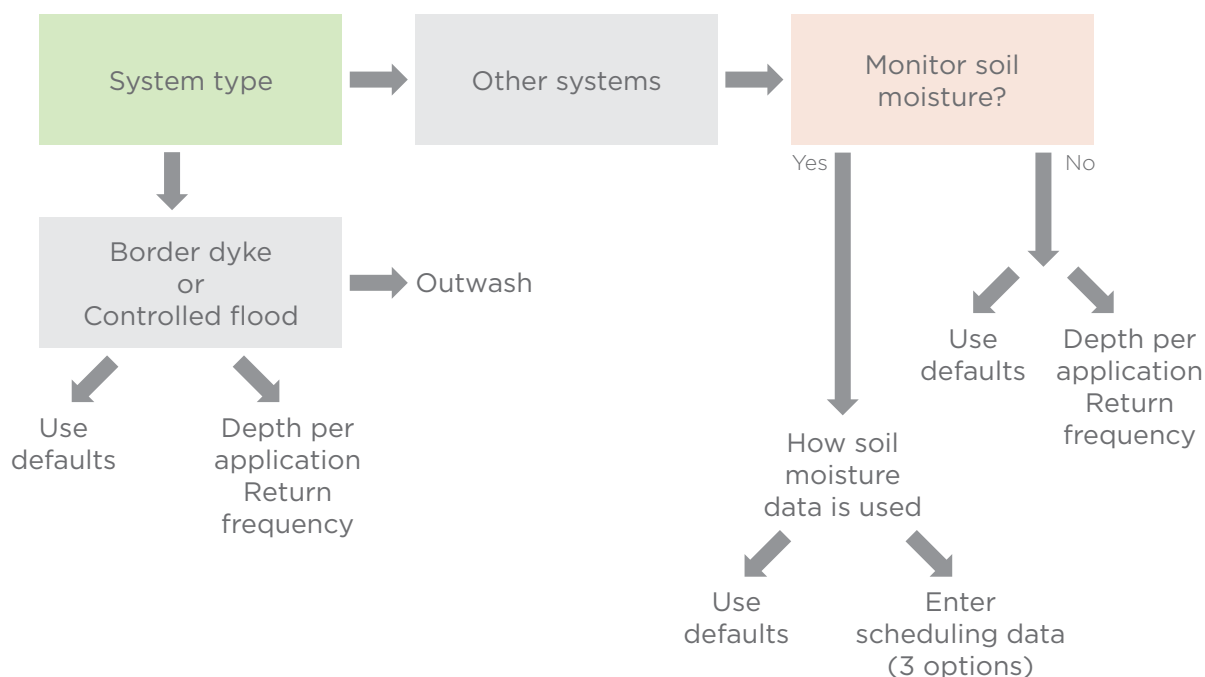 System type
Other systems
Monitor soil
moisture?
Yes
No
Border dyke
or
Controlled flood
Outwash
Use
defaults
Depth per
application
Return
frequency
Use
defaults
Depth per
application
Return
frequency
How soil
moisture
data is used
Use
defaults
Enter
scheduling data
(3 options)